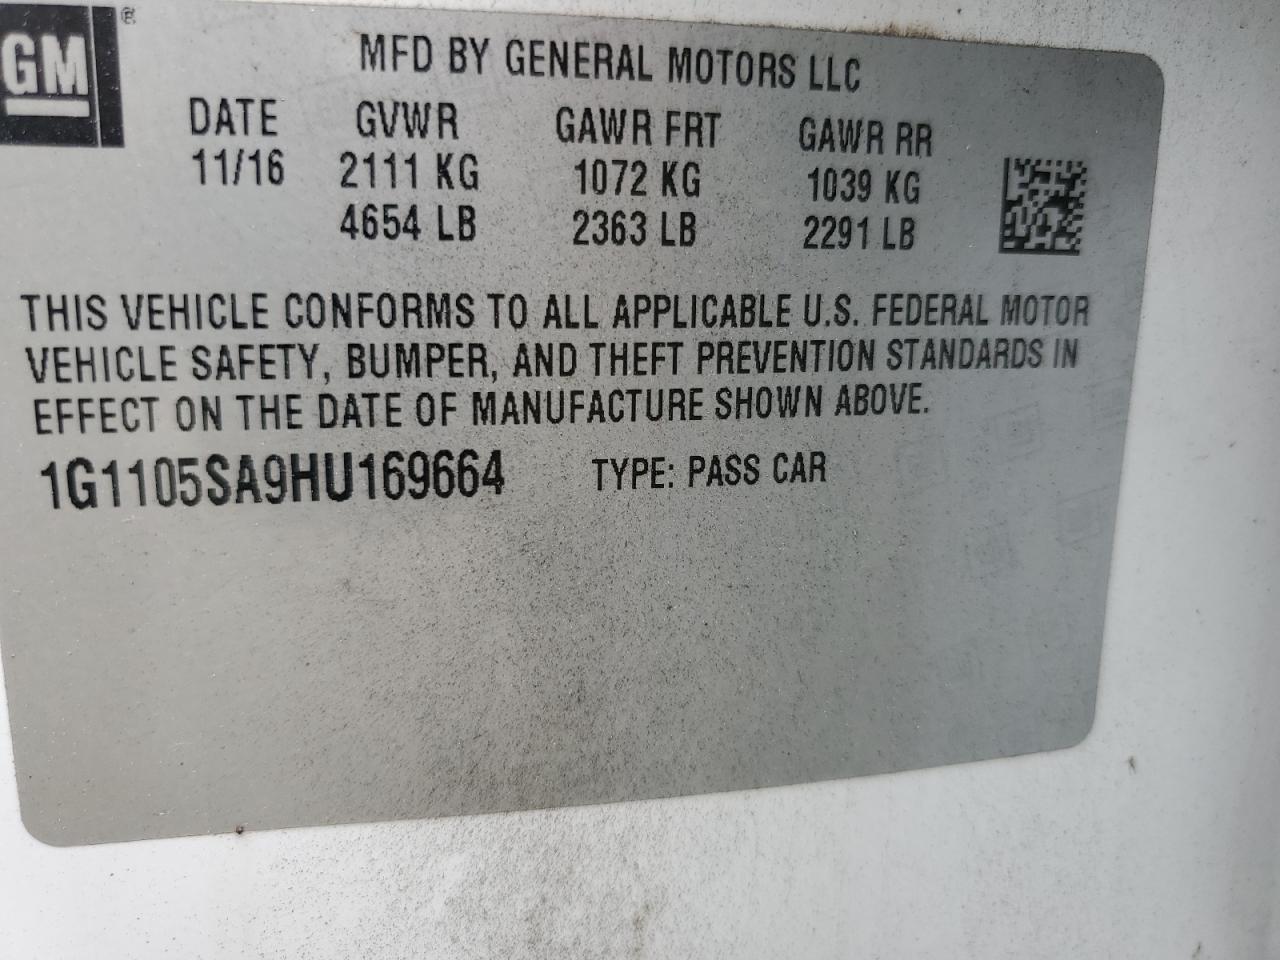 GM ®
MFD BY GENERAL MOTORS LLC
DATE GVWR GAWR FRT GAWR RR
11/16 2111 KG 1072 KG 1039 KG
4654 LB 2363 LB 2291 LB
THIS VEHICLE CONFORMS TO ALL APPLICABLE U.S. FEDERAL MOTOR
VEHICLE SAFETY, BUMPER, AND THEFT PREVENTION STANDARDS IN
EFFECT ON THE DATE OF MANUFACTURE SHOWN ABOVE.
1G1105SA9HU169664 TYPE: PASS CAR